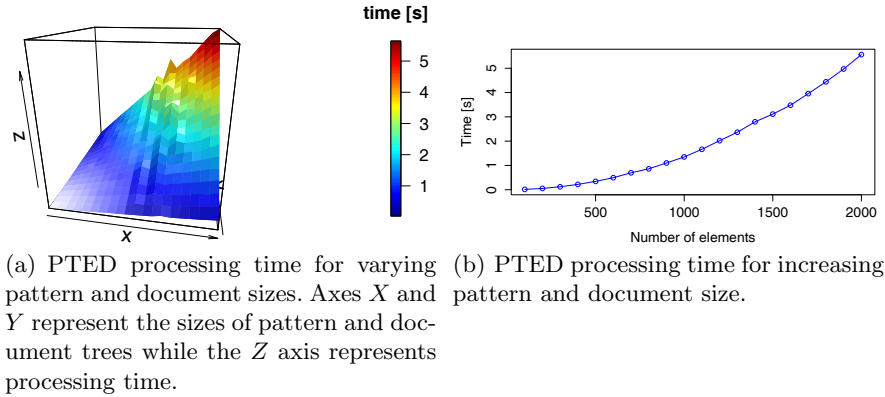 time [s]
5
4
3
2
1
Z
X
Time [s]
5
4
3
2
1
0
500 1000 1500 2000
Number of elements
(a) PTED processing time for varying
pattern and document sizes. Axes X and
Y represent the sizes of pattern and doc-
ument trees while the Z axis represents
processing time.
(b) PTED processing time for increasing
pattern and document size.